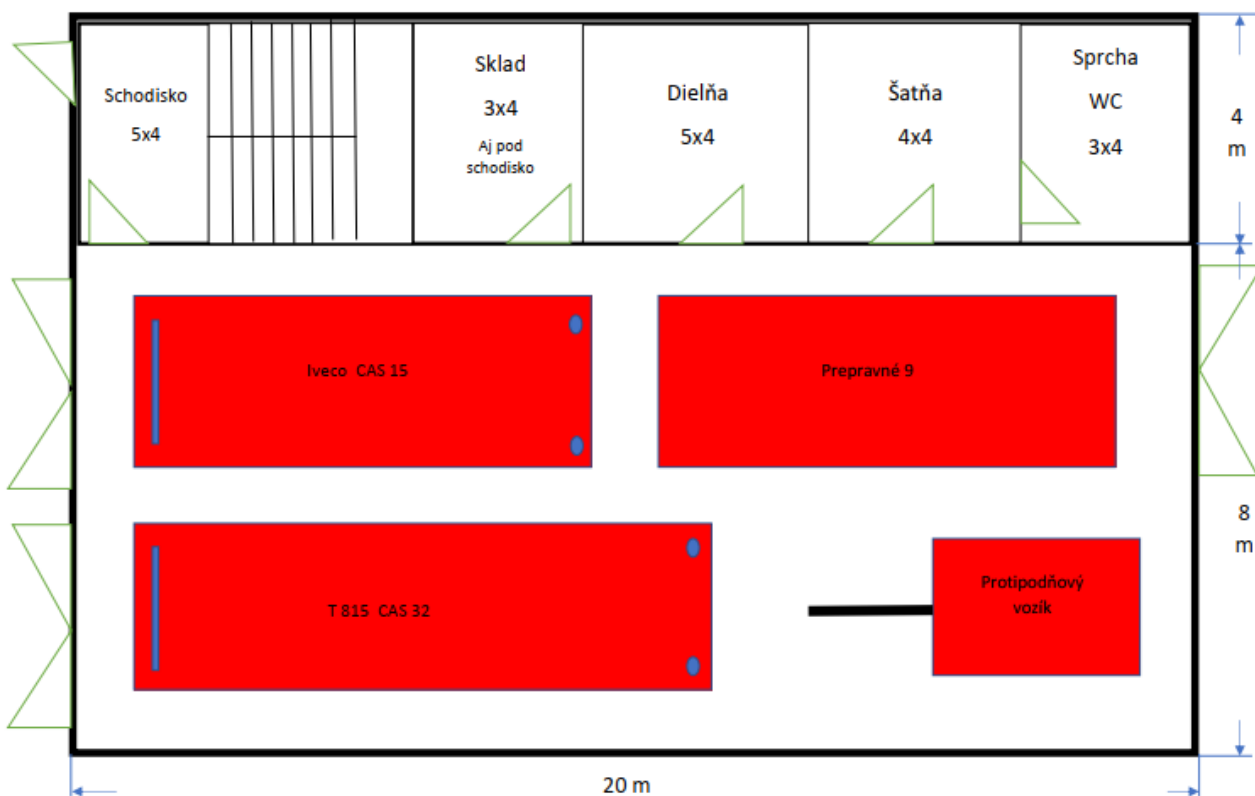 Schodisko
5x4
Sklad
3x4
Aj pod
schodisko
Dielňa
5x4
Šatňa
4x4
Sprcha
WC
3x4
4
m
Iveco CAS 15
Prepravné 9
T 815 CAS 32
Protipodňový
vozík
8
m
20 m